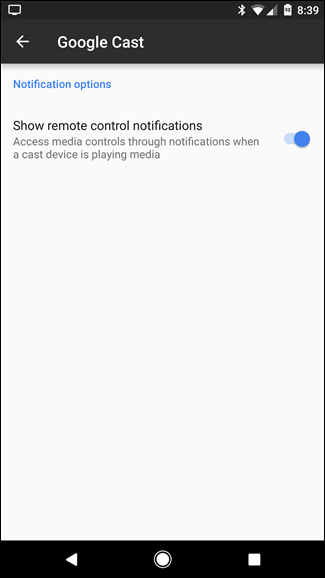 8:39
Google Cast
Notification options
Show remote control notifications
Access media controls through notifications when
a cast device is playing media